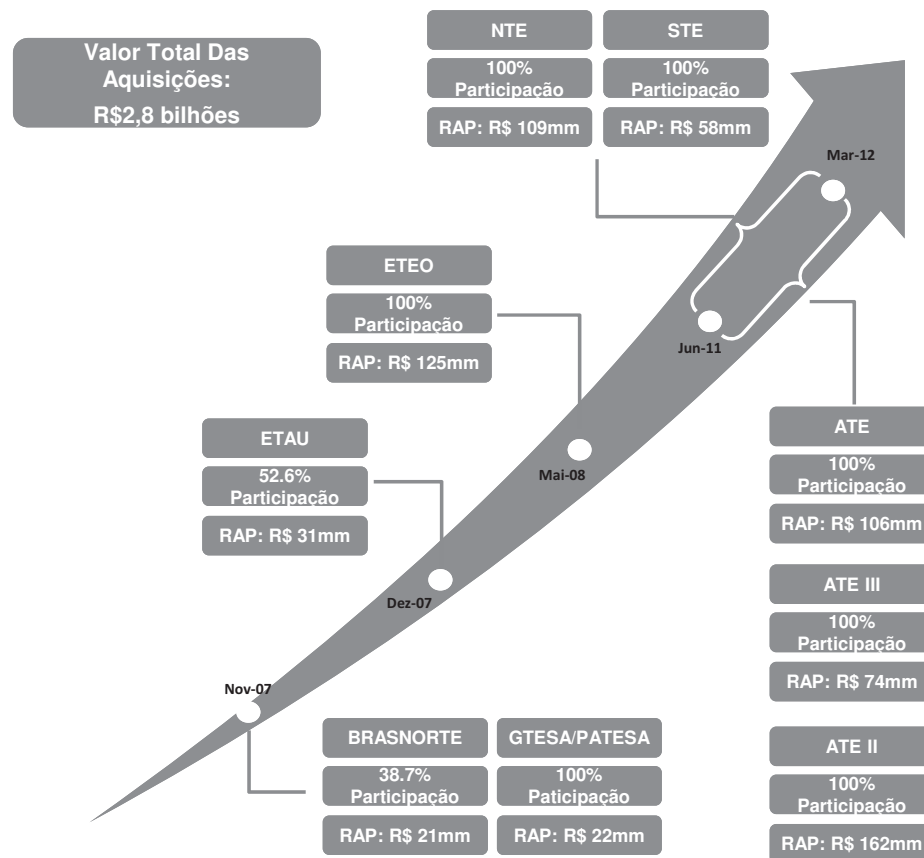 Valor Total Das
Aquisições:
R$2,8 bilhões
NTE
100%
Participação
RAP: R$ 109mm
STE
100%
Participação
RAP: R$ 58mm
Mar-12
ETEO
100%
Participação
RAP: R$ 125mm
Jun-11
ETAU
52.6%
Participação
RAP: R$ 31mm
Mai-08
ATE
100%
Participação
RAP: R$ 106mm
Dez-07
ATE III
100%
Participação
RAP: R$ 74mm
Nov-07
BRASNORTE
38.7%
Participação
RAP: R$ 21mm
GTESA/PATESA
100%
Paticipação
RAP: R$ 22mm
ATE II
100%
Participação
RAP: R$ 162mm